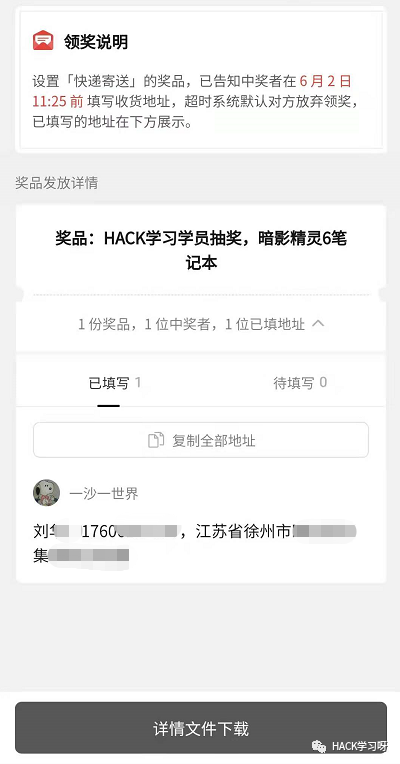 领奖说明
设置「快递寄送」的奖品，已告知中奖者在 6 月 2 日
11:25 前 填写收货地址，超时系统默认对方放弃领奖，
已填写的地址在下方展示。
奖品发放详情
奖品：HACK学习学员抽奖，暗影精灵6笔
记本
1 份奖品，1 位中奖者，1 位已填地址
已填写 1
待填写 0
复制全部地址
一沙一世界
刘 1760 ，江苏省徐州市
集
详情文件下载
HACK学习呀